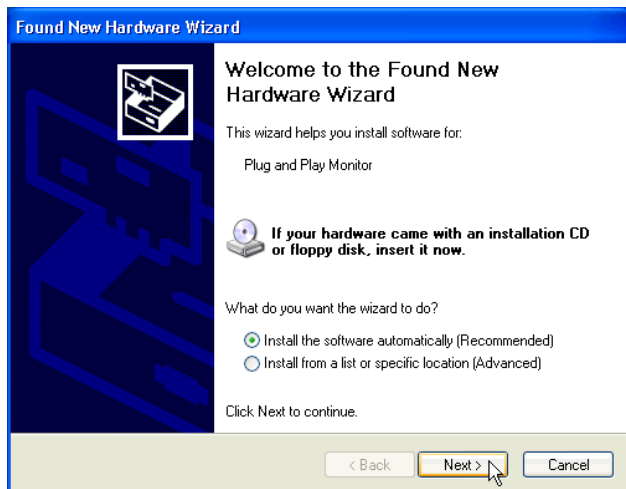 Found New Hardware Wizard
Welcome to the Found New
Hardware Wizard
This wizard helps you install software for:
Plug and Play Monitor
If your hardware came with an installation CD
or floppy disk, insert it now.
What do you want the wizard to do?
Install the software automatically (Recommended)
Install from a list or specific location (Advanced)
Click Next to continue.
< Back
Next >
Cancel